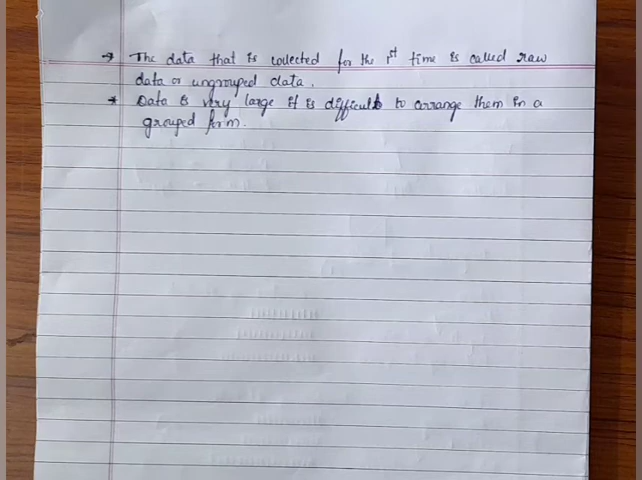 → The data that is collected for the 1st time is called raw
data or ungrouped data.
* Data is very large it is difficult to arrange them in a
grouped form.